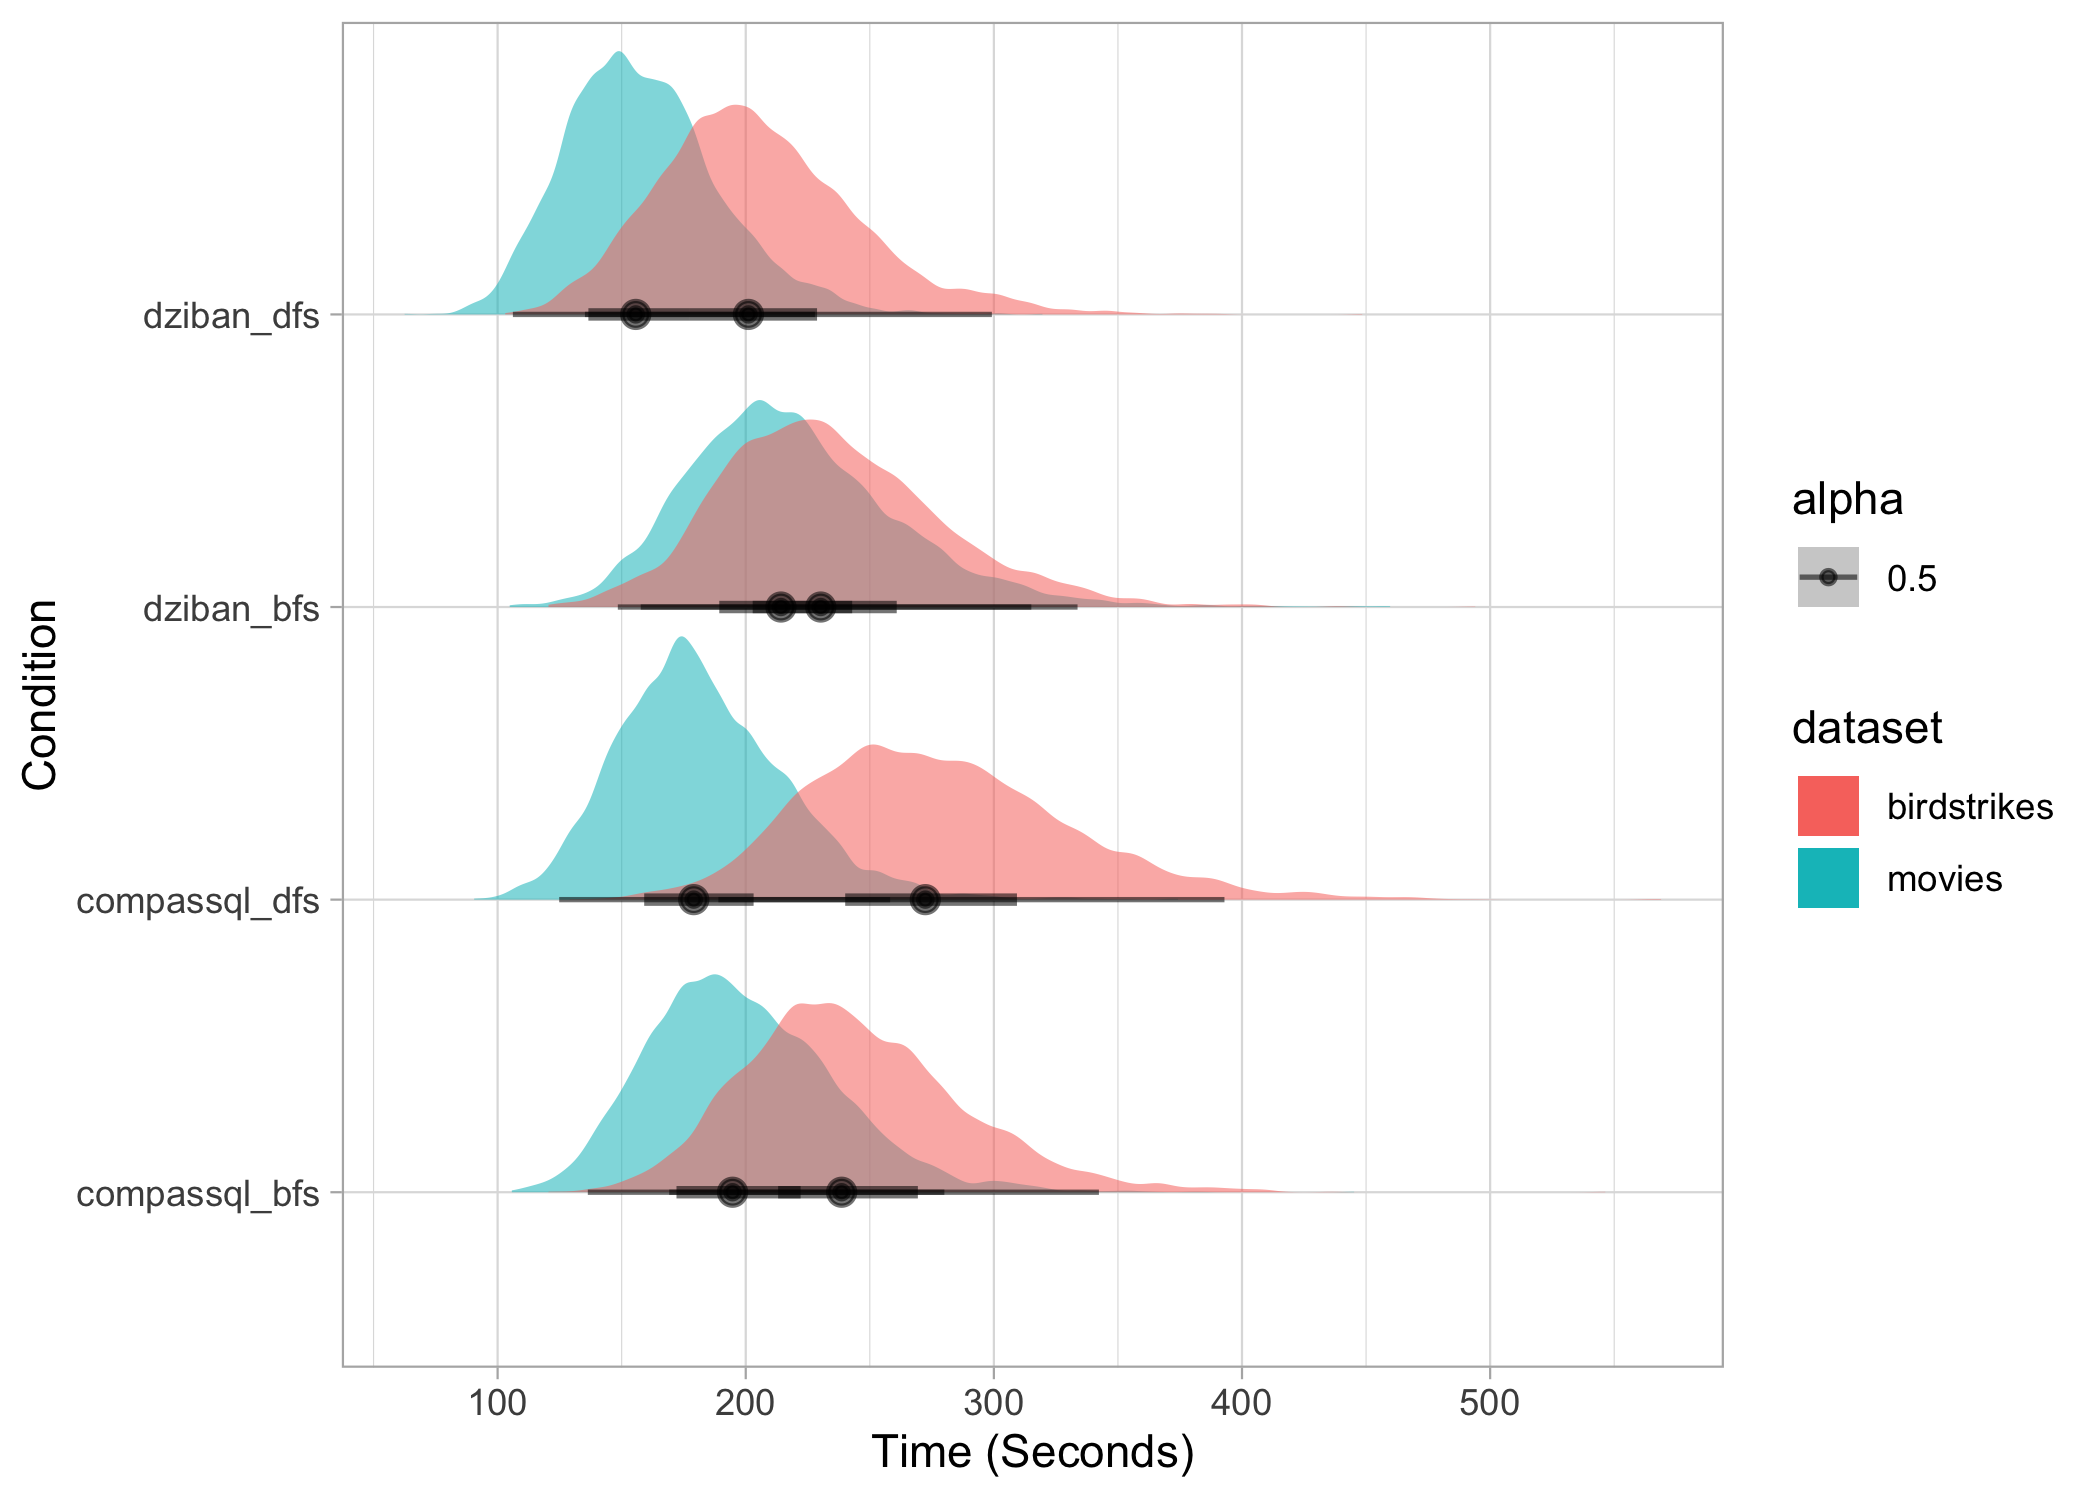 Condition
dziban_dfs
dziban_bfs
compassql_dfs
compassql_bfs
100 200 300 400 500
Time (Seconds)
alpha
0.5
dataset
birdstrikes
movies